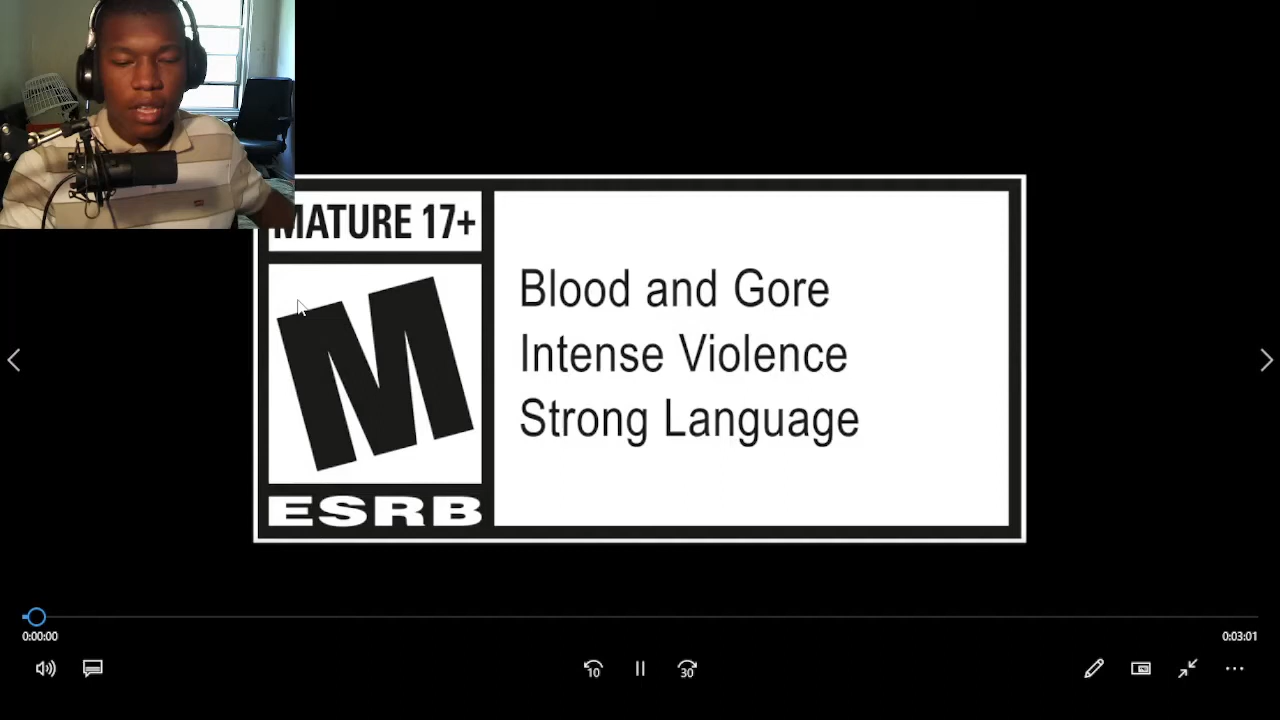 MATURE 17+
M
ESRB
Blood and Gore
Intense Violence
Strong Language
0:00:00
0:03:01
10
30